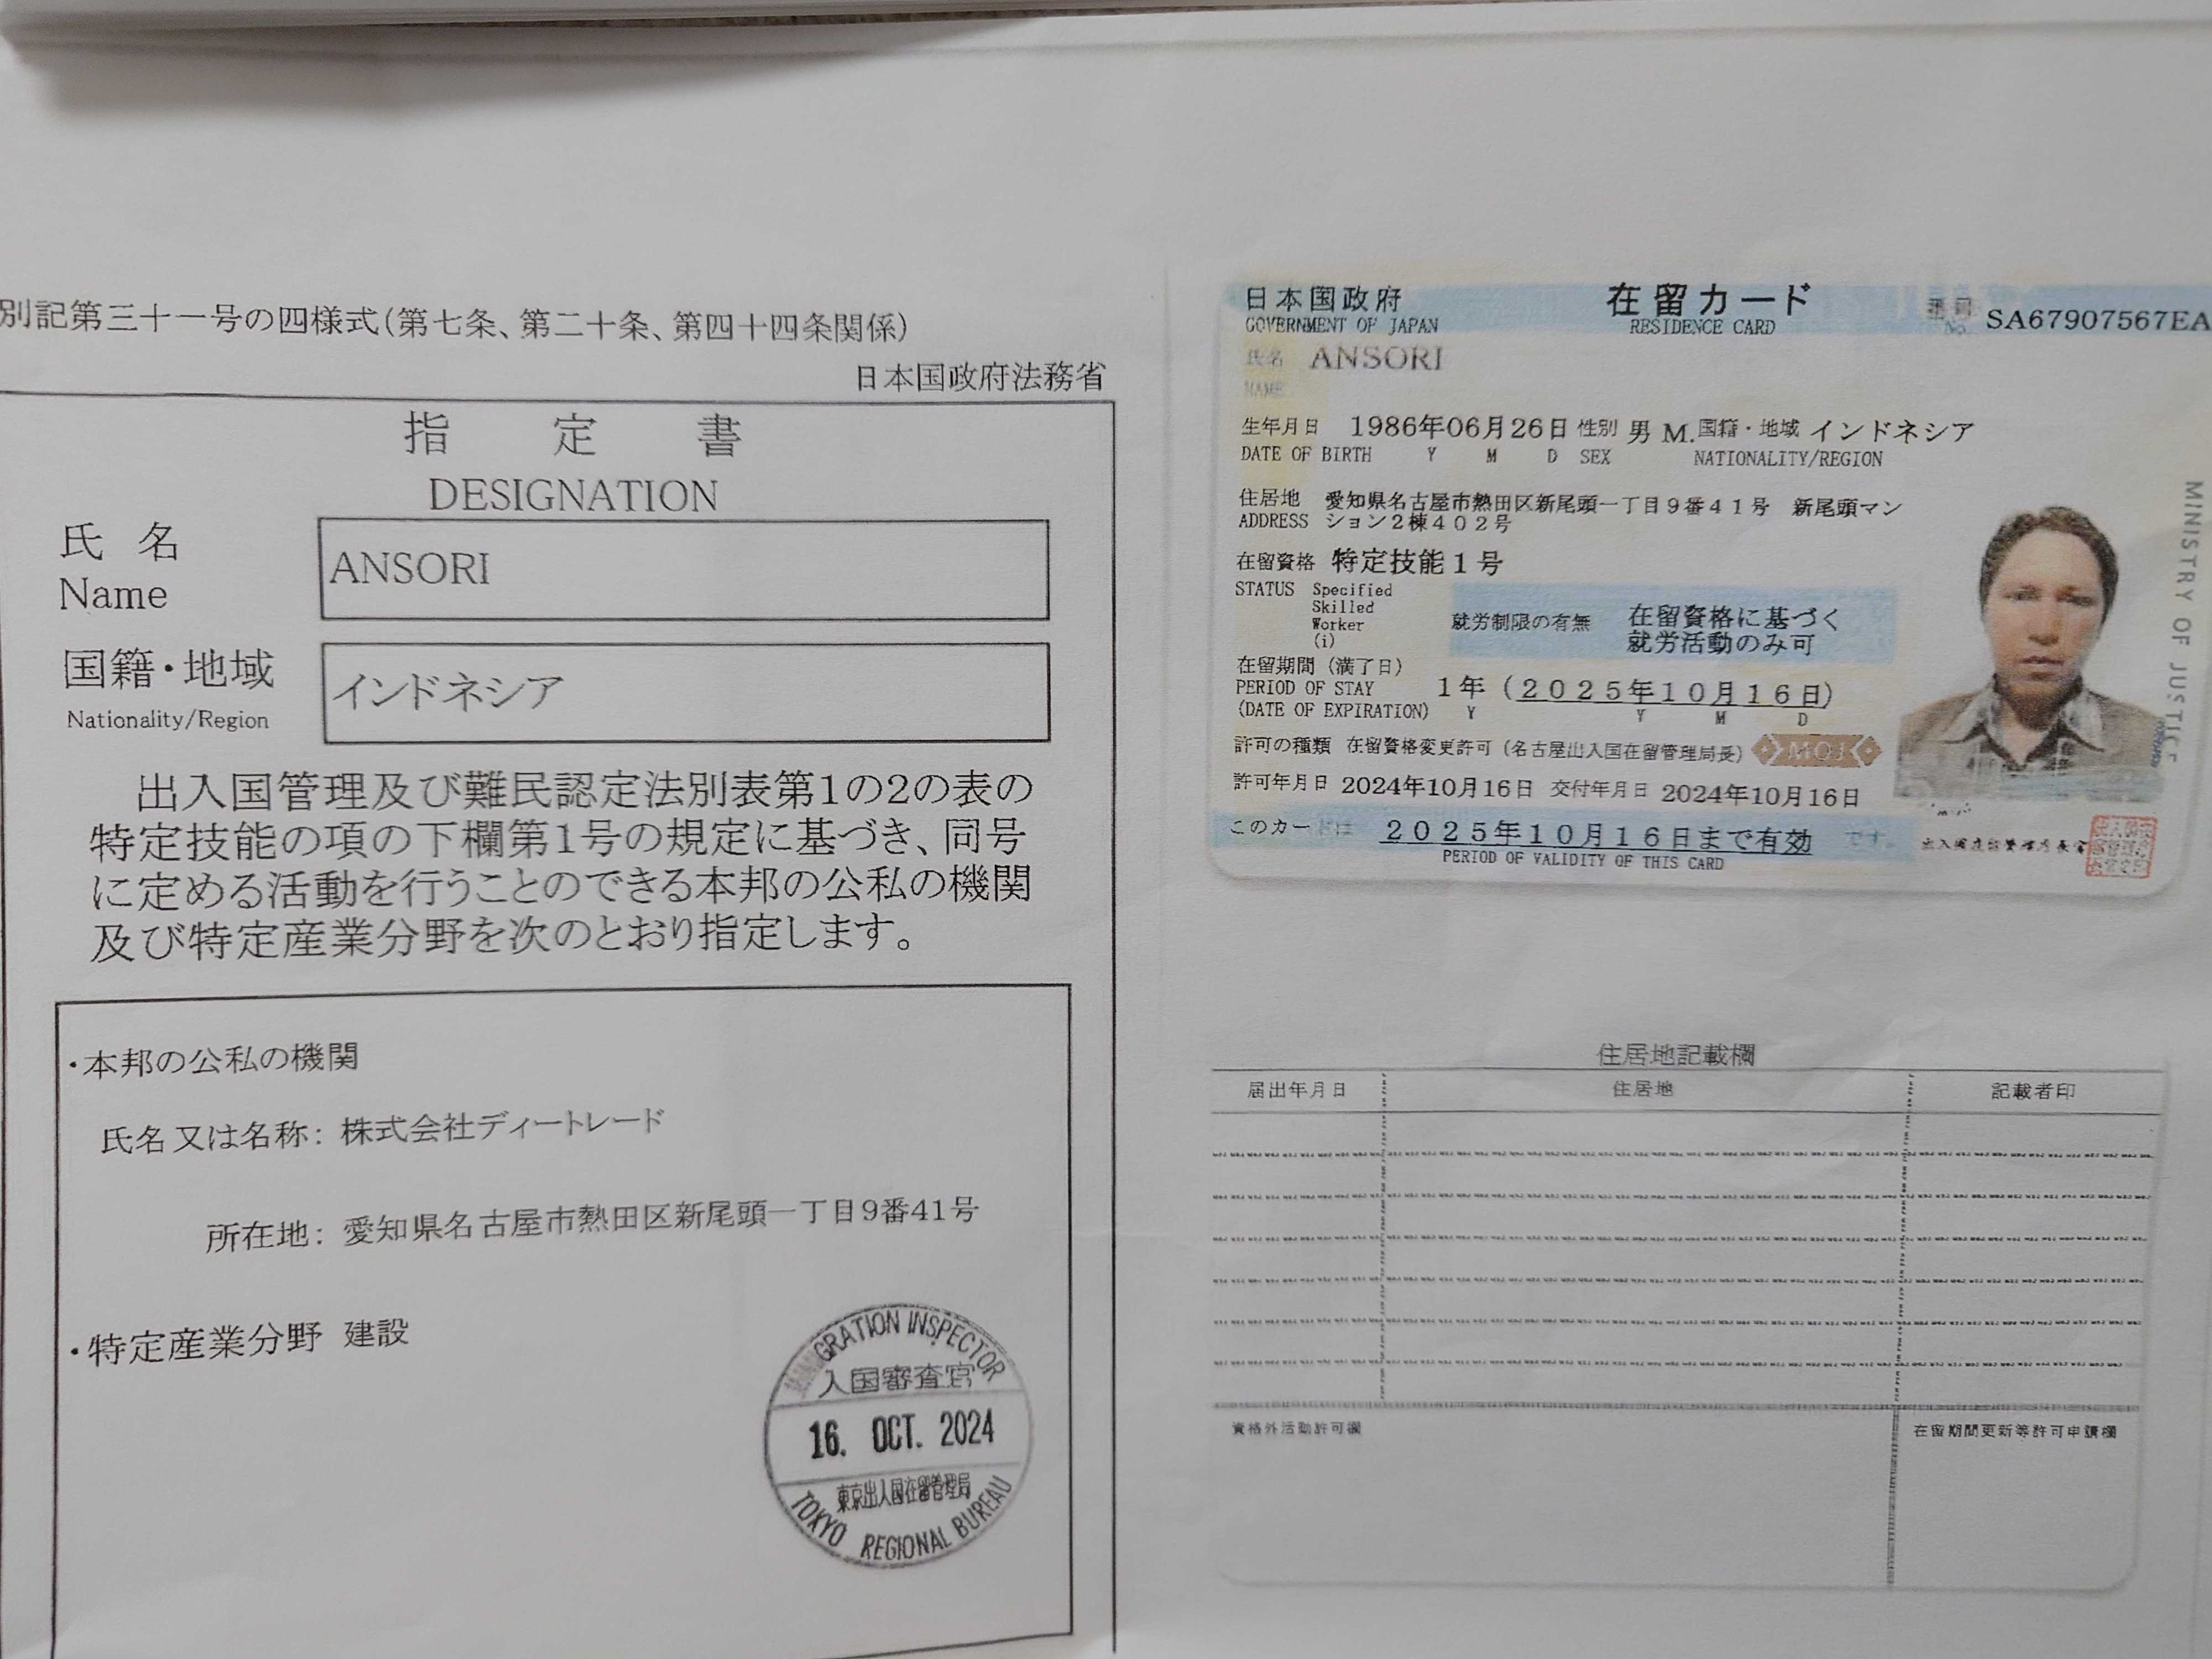 別記第三十一号の四様式(第七条、第二十条、第四十四条関係)
日本国政府法務省
指定書
DESIGNATION
氏名
Name
ANSORI
国籍・地域
Nationality/Region
インドネシア
出入国管理及び難民認定法別表第1の2の表の
特定技能の項の下欄第1号の規定に基づき、同号
に定める活動を行うことのできる本邦の公私の機関
及び特定産業分野を次のとおり指定します。
・本邦の公私の機関
氏名又は名称: 株式会社ディートレード
所在地: 愛知県名古屋市熱田区新尾頭一丁目9番41号
・特定産業分野 建設
GRATION INSPECTOR
入国審査官
16. OCT. 2024
東京出入国在留管理局
TOKYO REGIONAL BUREAU
日本国政府 在留カード 番号 SA67907567EA
GOVERNMENT OF JAPAN RESIDENCE CARD No.
氏名 ANSORI
NAME
生年月日 1986年06月26日 性別 男 M. 国籍・地域 インドネシア
DATE OF BIRTH Y M D SEX NATIONALITY/REGION
住居地 愛知県名古屋市熱田区新尾頭一丁目9番41号 新尾頭マン
ADDRESS ション2棟402号
在留資格 特定技能1号
STATUS Specified
Skilled
Worker
(i)
就労制限の有無 在留資格に基づく
就労活動のみ可
在留期間(満了日)
PERIOD OF STAY 1年(2025年10月16日)
(DATE OF EXPIRATION) Y Y M D
許可の種類 在留資格変更許可(名古屋出入国在留管理局長) MOJ
許可年月日 2024年10月16日 交付年月日 2024年10月16日
このカードは 2025年10月16日まで有効 です。
PERIOD OF VALIDITY OF THIS CARD
MINISTRY OF JUSTICE
住居地記載欄
届出年月日 住居地 記載者印
資格外活動許可欄 在留期間更新等許可申請欄